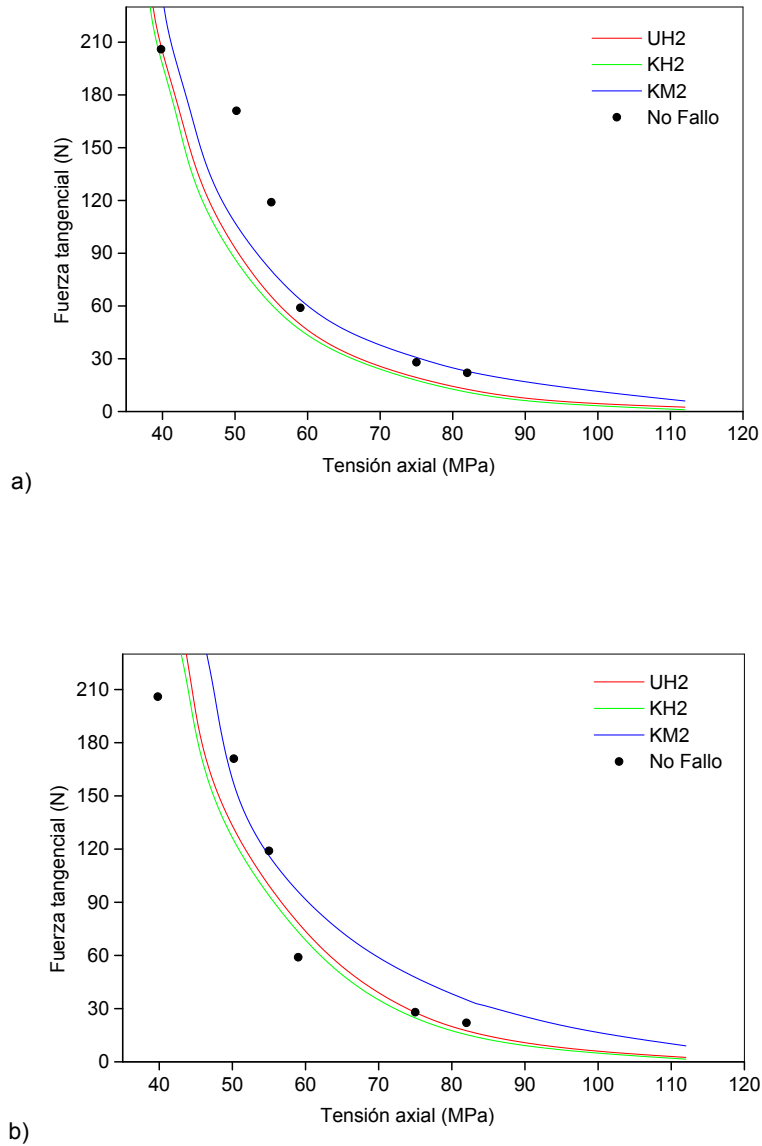 210
180
150
120
90
60
30
0
Fuerza tangencial (N)
UH2
KH2
KM2
No Fallo
40 50 60 70 80 90 100 110 120
Tensión axial (MPa)
a)
210
180
150
120
90
60
30
0
Fuerza tangencial (N)
UH2
KH2
KM2
No Fallo
40 50 60 70 80 90 100 110 120
Tensión axial (MPa)
b)